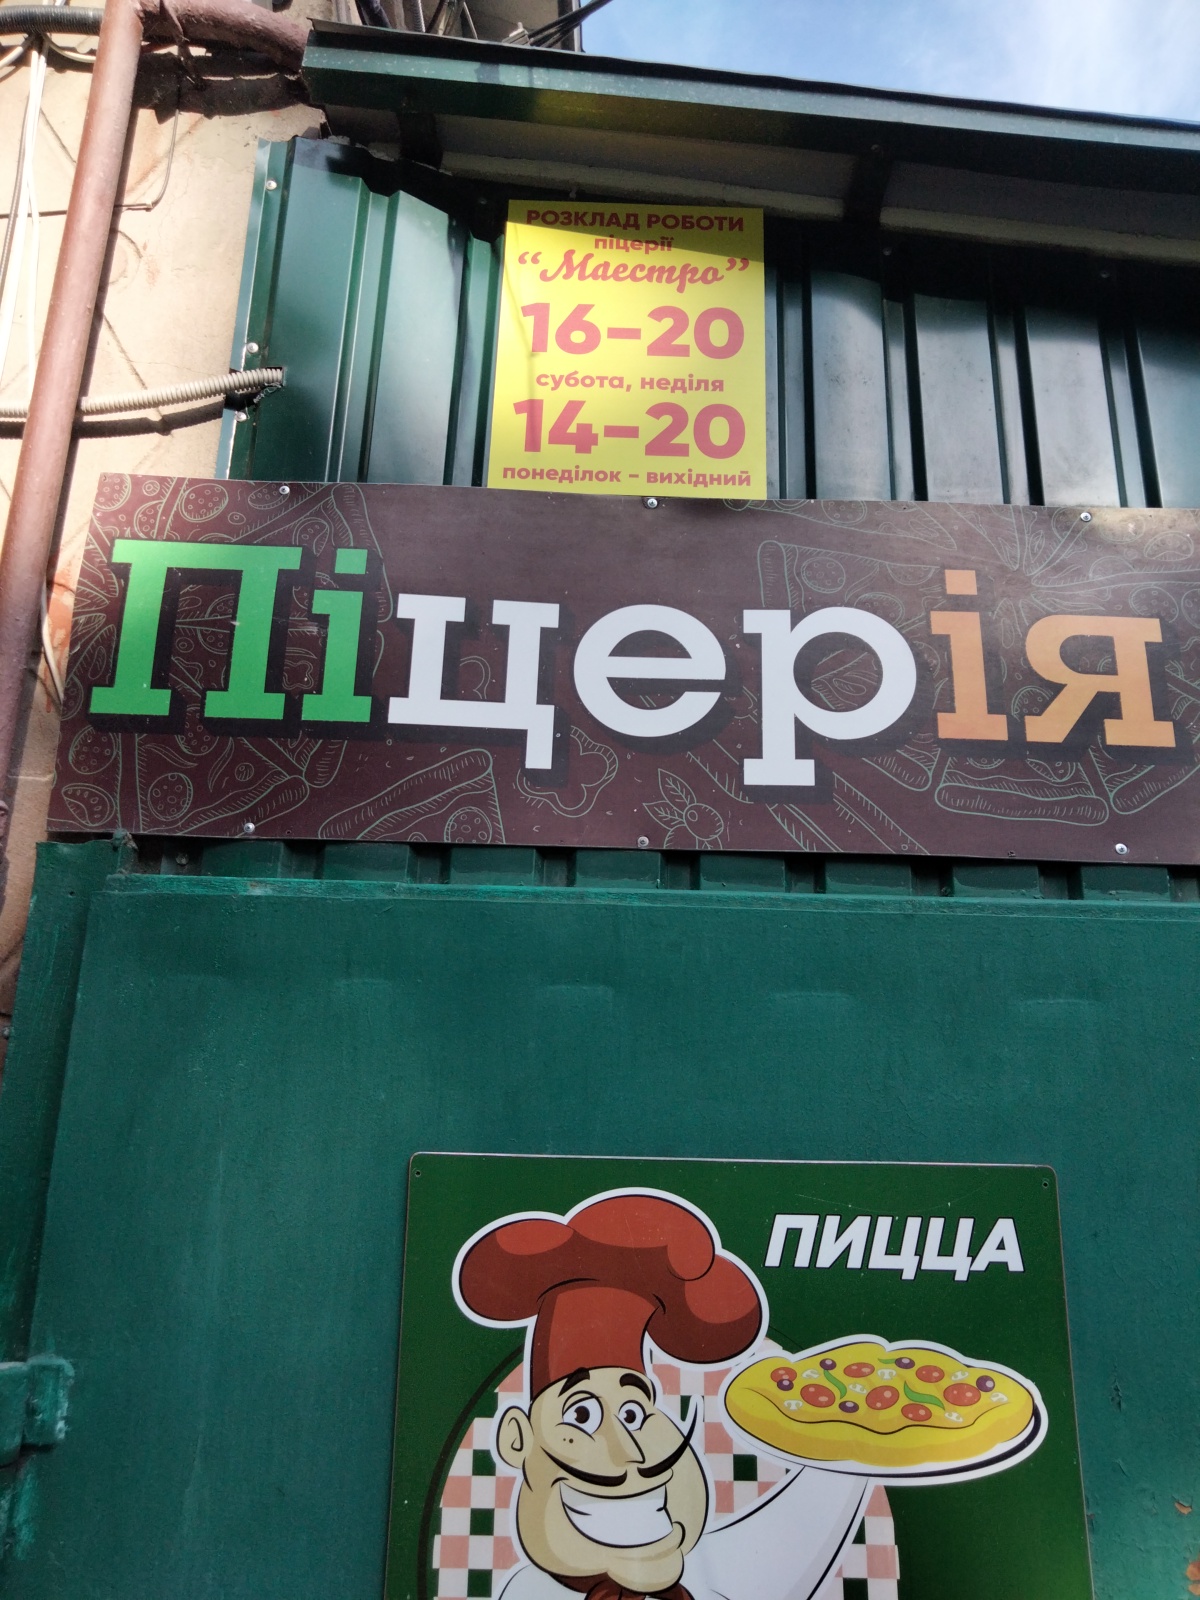 РОЗКЛАД РОБОТИ
піцерії
“Маестро”
16-20
субота, неділя
14-20
понеділок - вихідний
Піцерія
ПИЦЦА